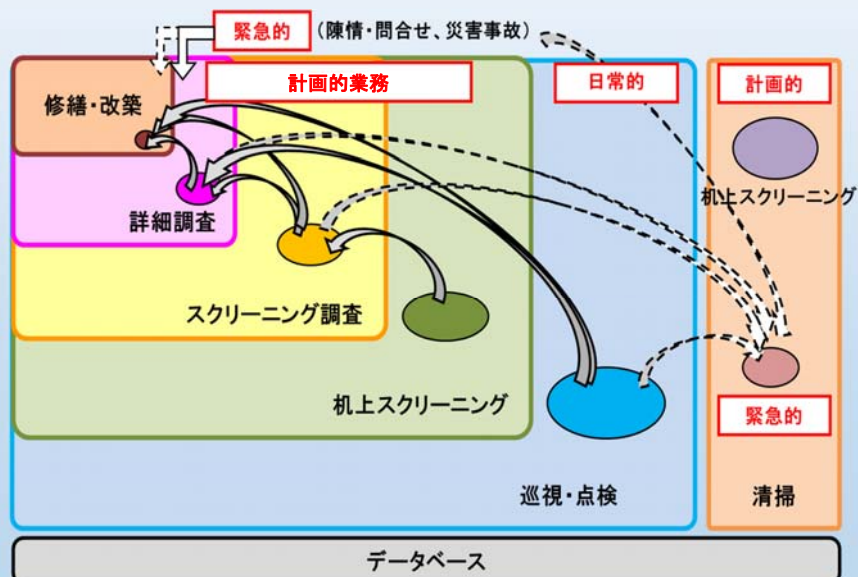 緊急的 (陳情・問合せ、災害事故)
計画的業務
日常的
計画的
修繕・改築
机上スクリーニング
詳細調査
スクリーニング調査
机上スクリーニング
緊急的
巡視・点検
清掃
データベース